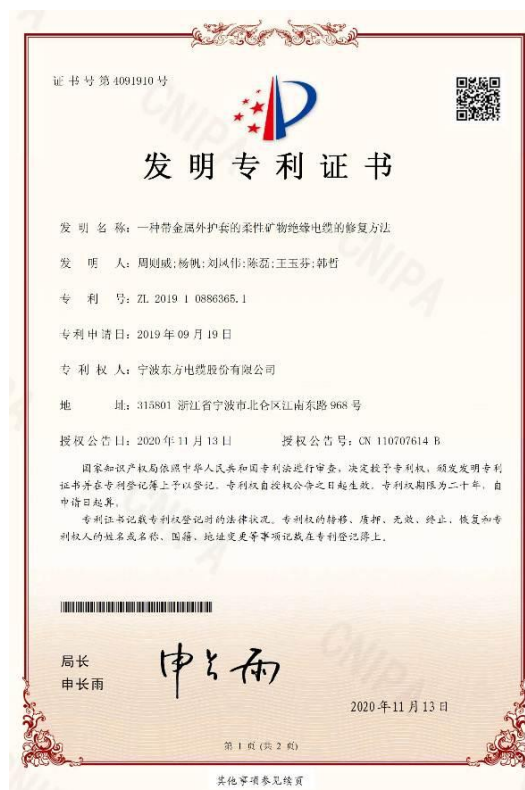 证书号第4091910号
发明专利证书
发明名称：一种带金属外护套的柔性矿物绝缘电缆的修复方法
发明人：周则威;杨帆;刘凤伟;陈磊;王玉芬;韩哲
专利号：ZL 2019 1 0886365.1
专利申请日：2019年09月19日
专利权人：宁波东方电缆股份有限公司
地址：315801 浙江省宁波市北仑区江南东路968号
授权公告日：2020年11月13日 授权公告号：CN 110707614 B
国家知识产权局依照中华人民共和国专利法进行审查，决定授予专利权，颁发发明专利
证书并在专利登记簿上予以登记。专利权自授权公告之日起生效。专利权期限为二十年，自
申请日起算。
专利证书记载专利权登记时的法律状况。专利权的转移、质押、无效、终止、恢复和专
利权人的姓名或名称、国籍、地址变更等事项记载在专利登记簿上。
局长
申长雨
申长雨
2020年11月13日
第 1 页 (共 2 页)
其他事项参见续页
CNIPA
CNIPA
CNIPA
CNIPA